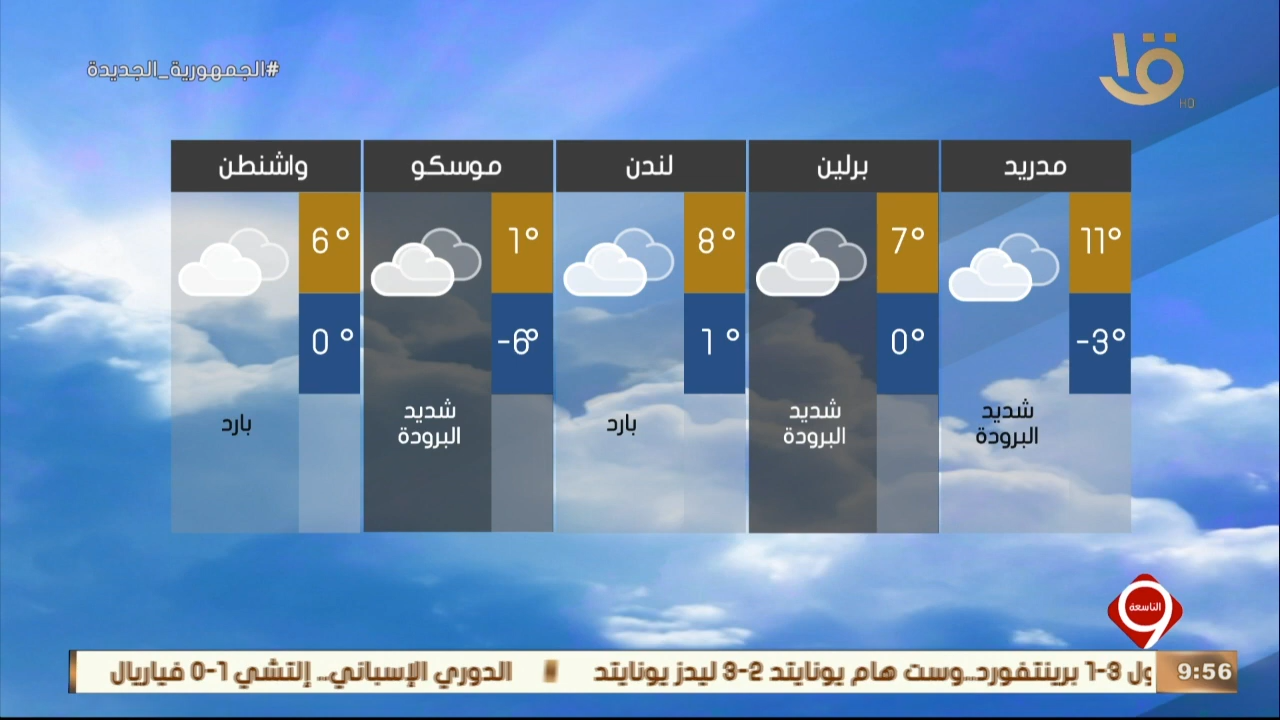 #الجمهورية_الجديدة
HD
مدريد
11°
-3°
شديد
البرودة
برلين
7°
0°
شديد
البرودة
لندن
8°
1°
بارد
موسكو
1°
-6°
شديد
البرودة
واشنطن
6°
0°
بارد
التاسعة
9
9:56
ول 3-1 برينتفورد..وست هام يونايتد 2-3 ليدز يونايتد
الدوري الإسباني.. إلتشي 1-0 فياريال